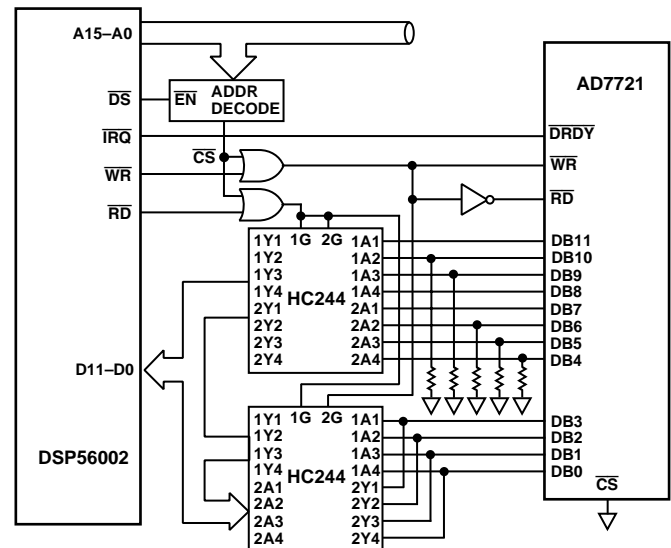 A15–A0
AD7721
DS
EN
ADDR
DECODE
IRQ
DRDY
CS
WR
WR
RD
RD
1G 2G
1Y1
1Y2
1Y3
1Y4
2Y1
2Y2
2Y3
2Y4
HC244
1A1
1A2
1A3
1A4
2A1
2A2
2A3
2A4
DB11
DB10
DB9
DB8
DB7
DB6
DB5
DB4
D11–D0
DSP56002
1G 2G
1Y1
1Y2
1Y3
1Y4
2A1
2A2
2A3
2A4
HC244
1A1
1A2
1A3
1A4
2Y1
2Y2
2Y3
2Y4
DB3
DB2
DB1
DB0
CS